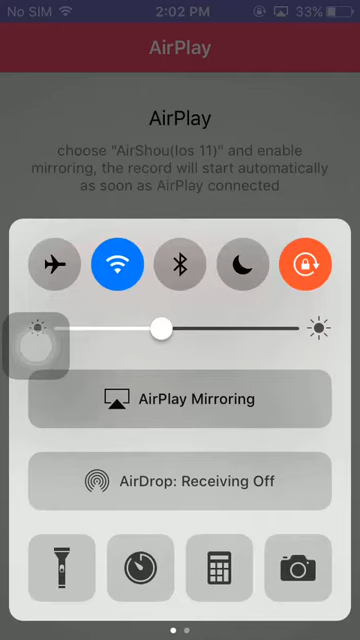 No SIM 2:02 PM 33%
AirPlay
AirPlay
choose "AirShou(Ios 11)" and enable
mirroring, the record will start automatically
as soon as AirPlay connected
AirPlay Mirroring
AirDrop: Receiving Off